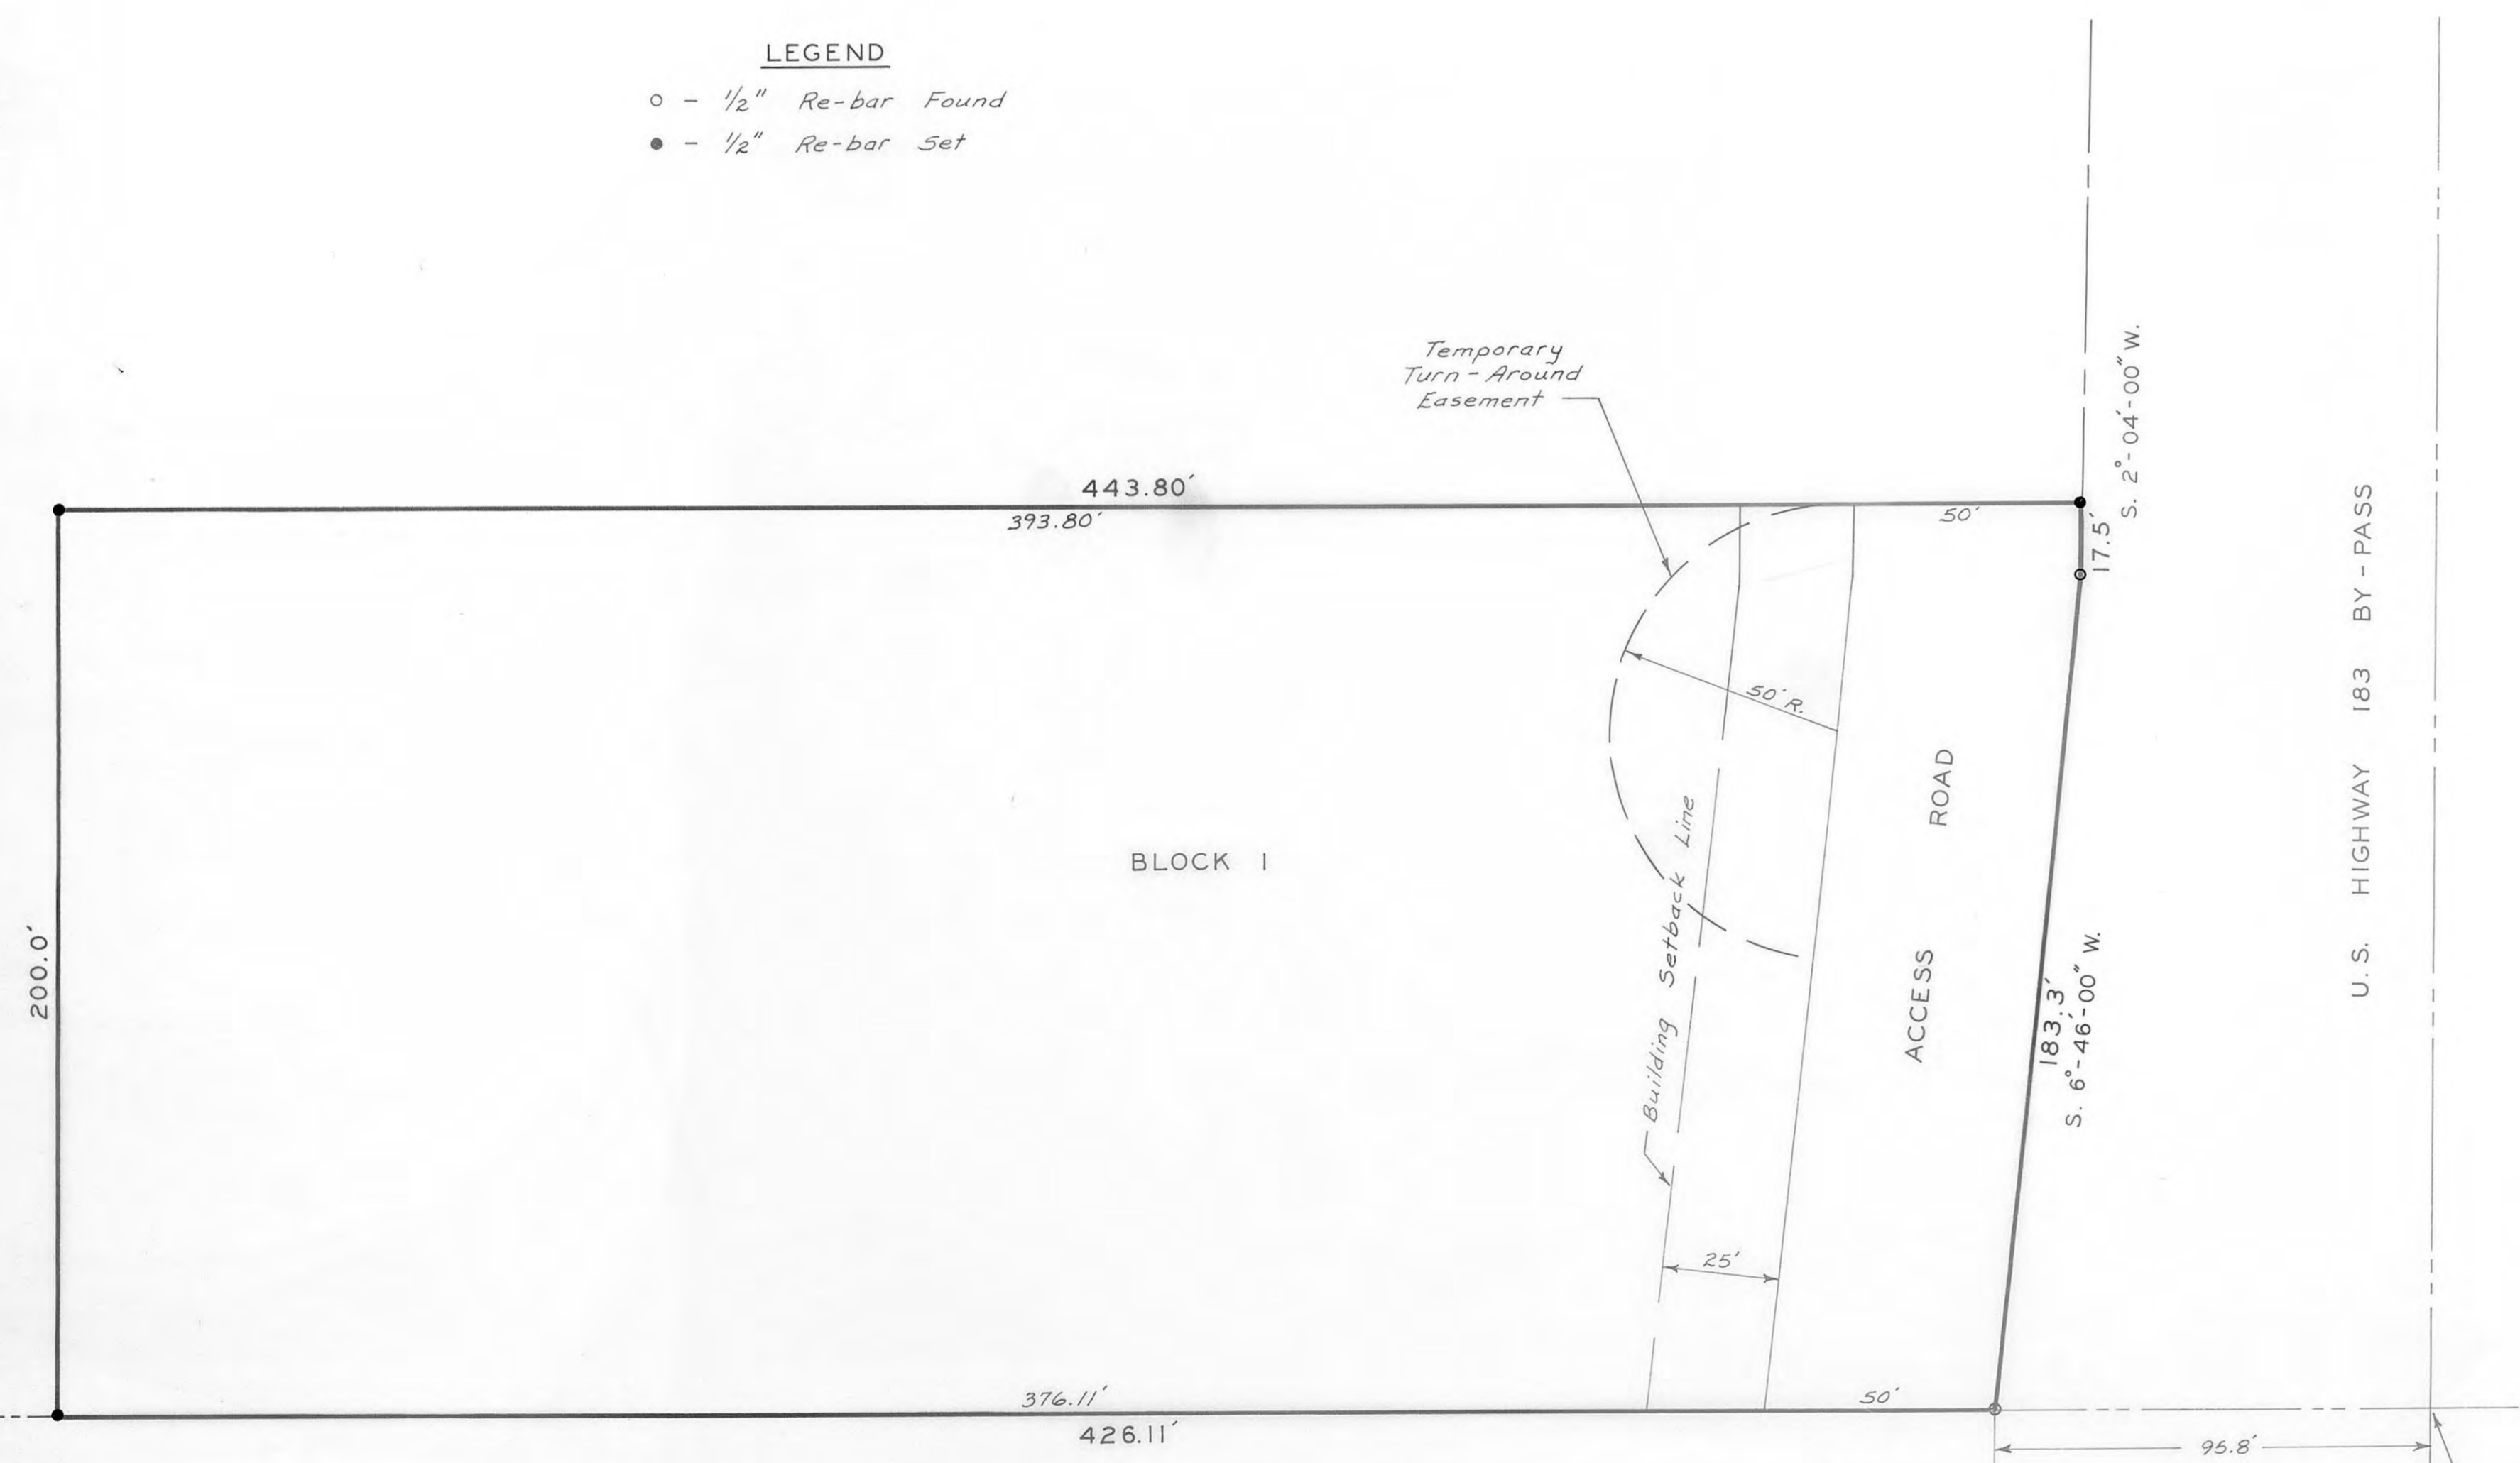 LEGEND
○ - 1/2" Re-bar Found
● - 1/2" Re-bar Set
Temporary
Turn-Around
Easement
S. 2°-04'-00" W.
443.80'
393.80'
50'
17.5'
U.S. HIGHWAY 183 BY-PASS
50' R.
ACCESS ROAD
Building Setback Line
BLOCK 1
200.0'
183.3'
S. 6°-46'-00" W.
25'
376.11'
50'
426.11'
95.8'